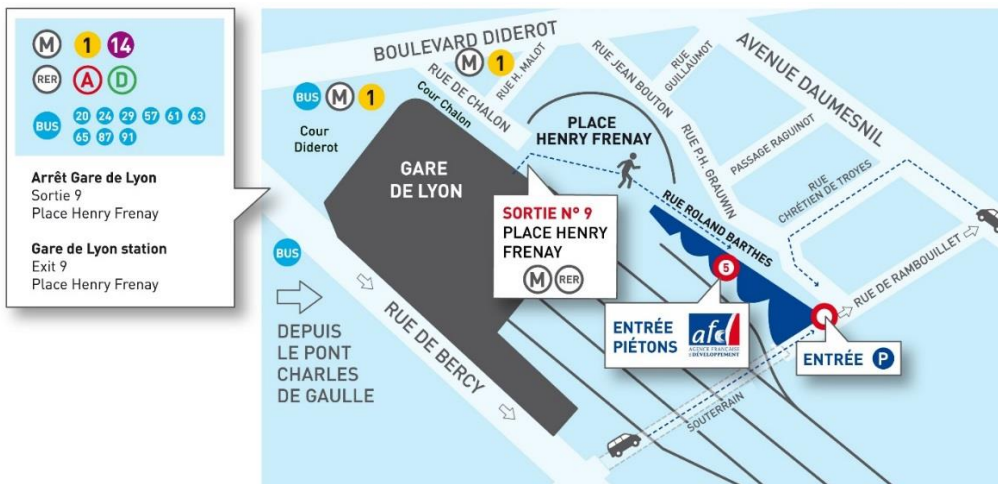 M 1 14
RER A D
BUS 20 24 29 57 61 63
65 87 91
Arrêt Gare de Lyon
Sortie 9
Place Henry Frenay
Gare de Lyon station
Exit 9
Place Henry Frenay
BOULEVARD DIDEROT
M 1
BUS M 1
Cour
Diderot
RUE DE CHALON
Cour Chalon
RUE H. MALOT
RUE JEAN BOUTON
RUE
GUILLAUMOT
AVENUE DAUMESNIL
PLACE
HENRY FRENAY
RUE P.H. GRAUWIN
PASSAGE RAGUINOT
RUE
CHRÉTIEN DE TROYES
GARE
DE LYON
RUE ROLAND BARTHES
SORTIE N° 9
PLACE HENRY
FRENAY
M RER
5
RUE DE RAMBOUILLET
BUS
DEPUIS
LE PONT
CHARLES
DE GAULLE
RUE DE BERCY
ENTRÉE
PIÉTONS
afd
AGENCE FRANÇAISE
DE DÉVELOPPEMENT
ENTRÉE P
SOUTERRAIN